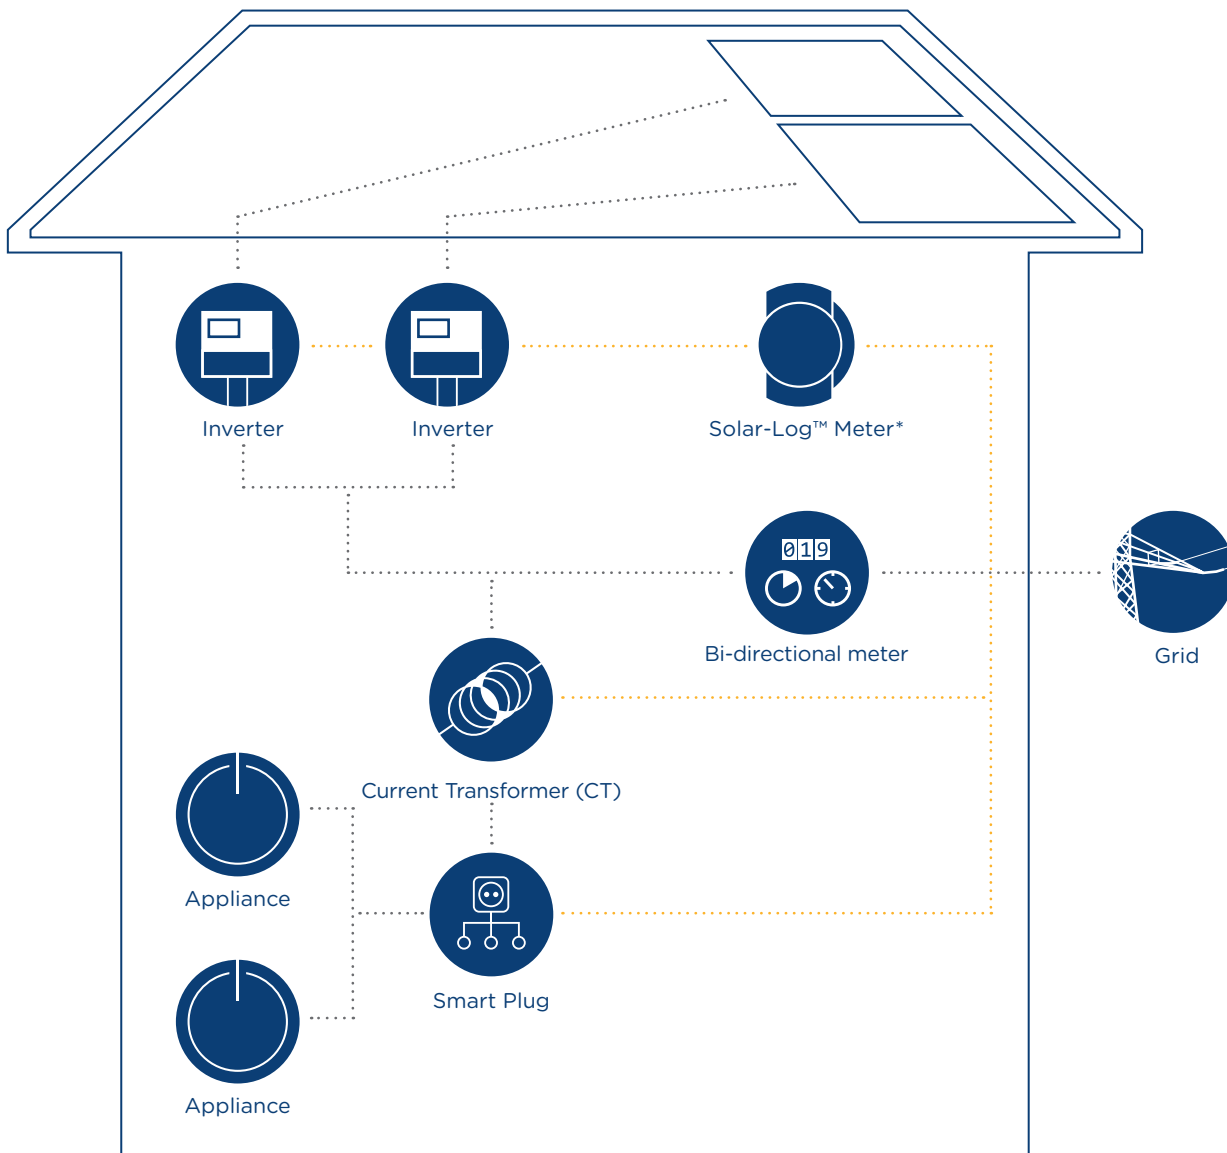 Inverter
Inverter
Solar-Log™ Meter*
019
Bi-directional meter
Grid
Current Transformer (CT)
Appliance
Smart Plug
Appliance